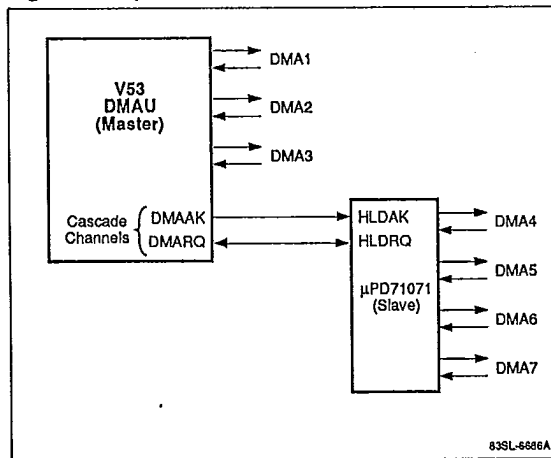 V53
DMAU
(Master)
DMA1
DMA2
DMA3
Cascade
Channels
DMAAK
DMARQ
HLDAK
HLDRQ
μPD71071
(Slave)
DMA4
DMA5
DMA6
DMA7
83SL-6686A